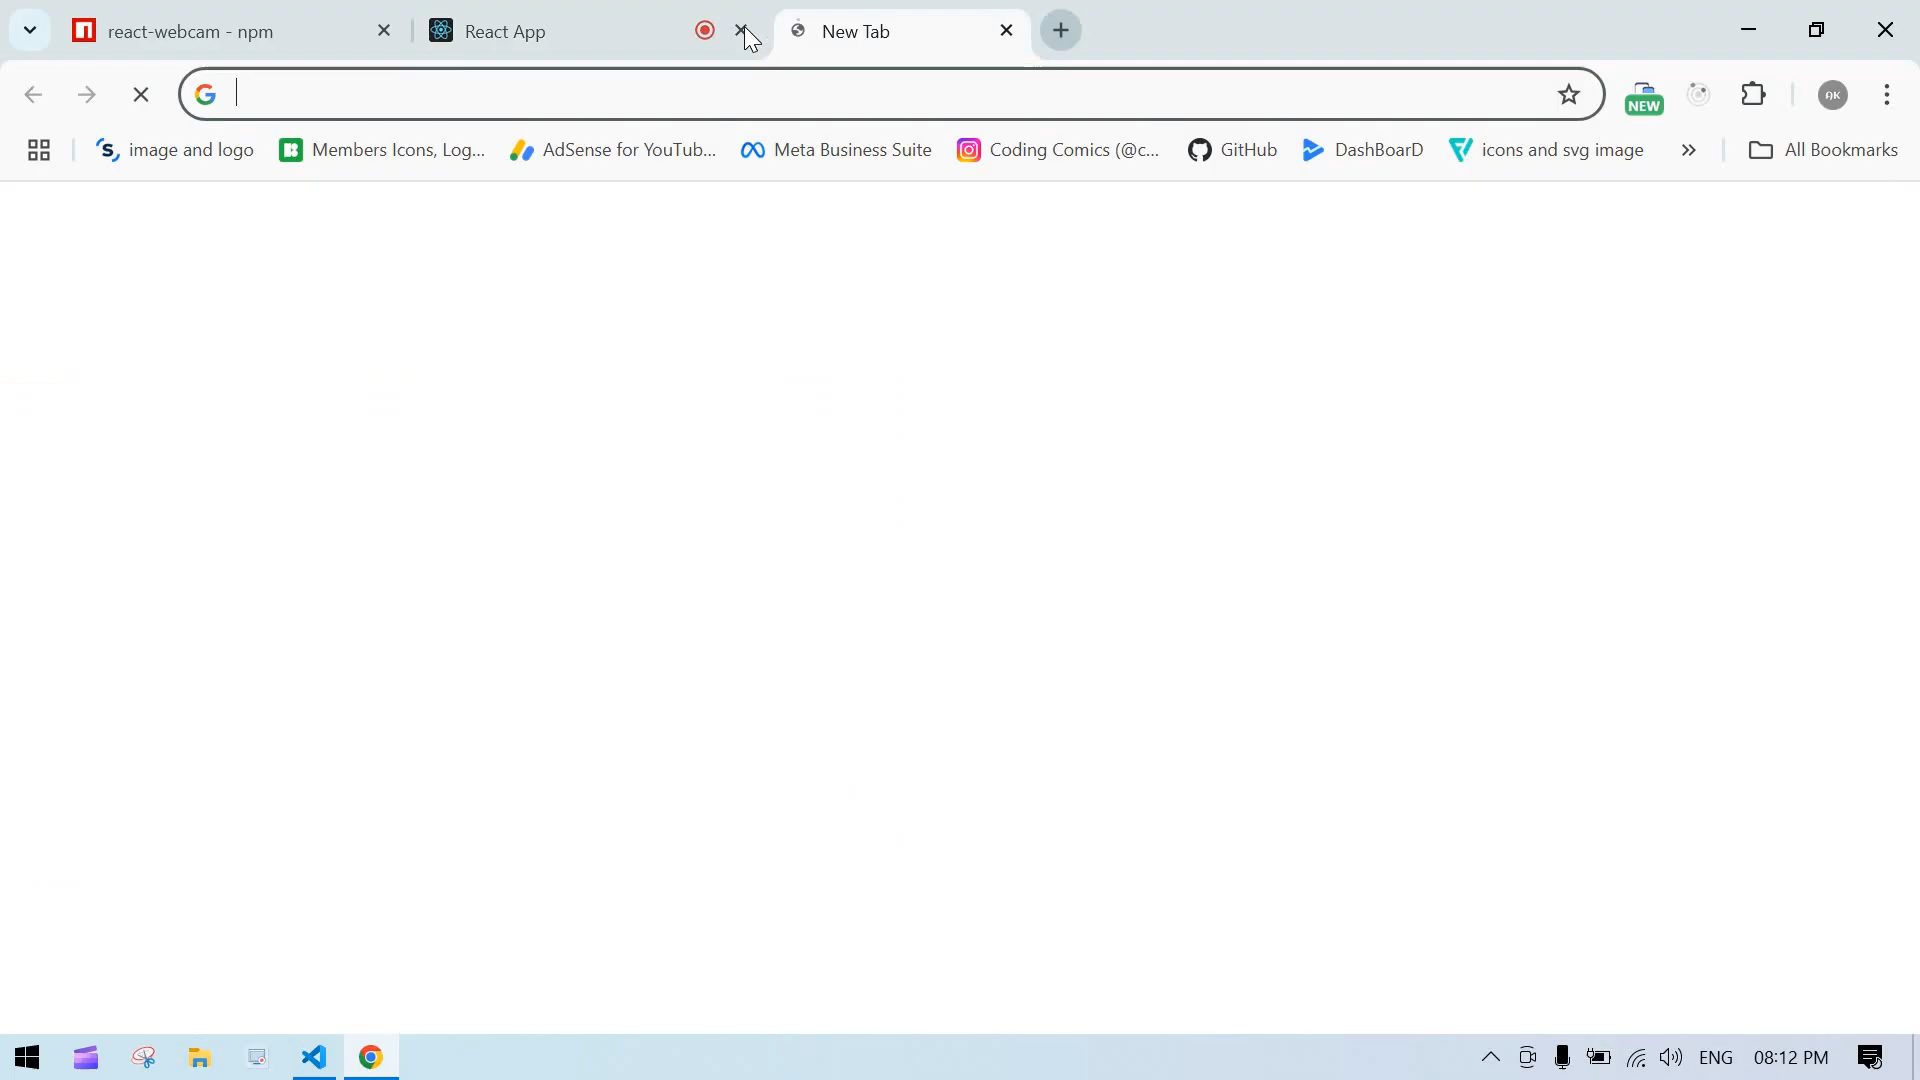 react-webcam - npm
React App
New Tab
NEW
AK
image and logo
Members Icons, Log...
AdSense for YouTub...
Meta Business Suite
Coding Comics (@c...
GitHub
DashBoarD
icons and svg image
All Bookmarks
ENG
08:12 PM